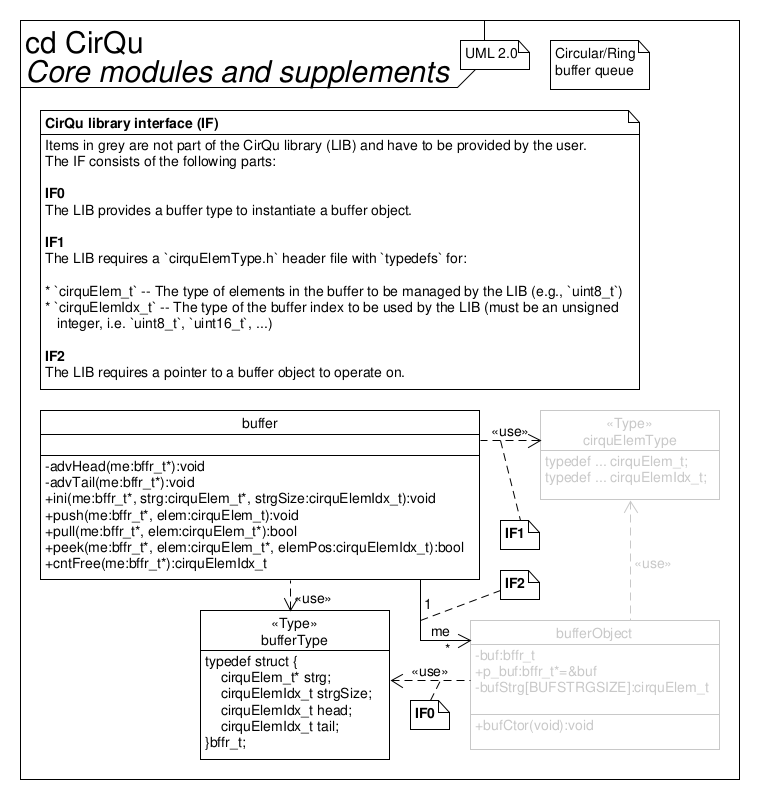 cd CirQu
Core modules and supplements
UML 2.0
Circular/Ring
buffer queue
CirQu library interface (IF)
Items in grey are not part of the CirQu library (LIB) and have to be provided by the user.
The IF consists of the following parts:
IF0
The LIB provides a buffer type to instantiate a buffer object.
IF1
The LIB requires a `cirquElemType.h` header file with `typedefs` for:
* `cirquElem_t` -- The type of elements in the buffer to be managed by the LIB (e.g., `uint8_t`)
* `cirquElemIdx_t` -- The type of the buffer index to be used by the LIB (must be an unsigned
integer, i.e. `uint8_t`, `uint16_t`, ...)
IF2
The LIB requires a pointer to a buffer object to operate on.
buffer
-advHead(me:bffr_t*):void
-advTail(me:bffr_t*):void
+ini(me:bffr_t*, strg:cirquElem_t*, strgSize:cirquElemIdx_t):void
+push(me:bffr_t*, elem:cirquElem_t):void
+pull(me:bffr_t*, elem:cirquElem_t*):bool
+peek(me:bffr_t*, elem:cirquElem_t*, elemPos:cirquElemIdx_t):bool
+cntFree(me:bffr_t*):cirquElemIdx_t
«use»
«Type»
cirquElemType
typedef ... cirquElem_t;
typedef ... cirquElemIdx_t;
IF1
IF2
«use»
«use»
1
me
*
«Type»
bufferType
typedef struct {
cirquElem_t* strg;
cirquElemIdx_t strgSize;
cirquElemIdx_t head;
cirquElemIdx_t tail;
}bffr_t;
«use»
IF0
bufferObject
-buf:bffr_t
+p_buf:bffr_t*=&buf
-bufStrg[BUFSTRGSIZE]:cirquElem_t
+bufCtor(void):void